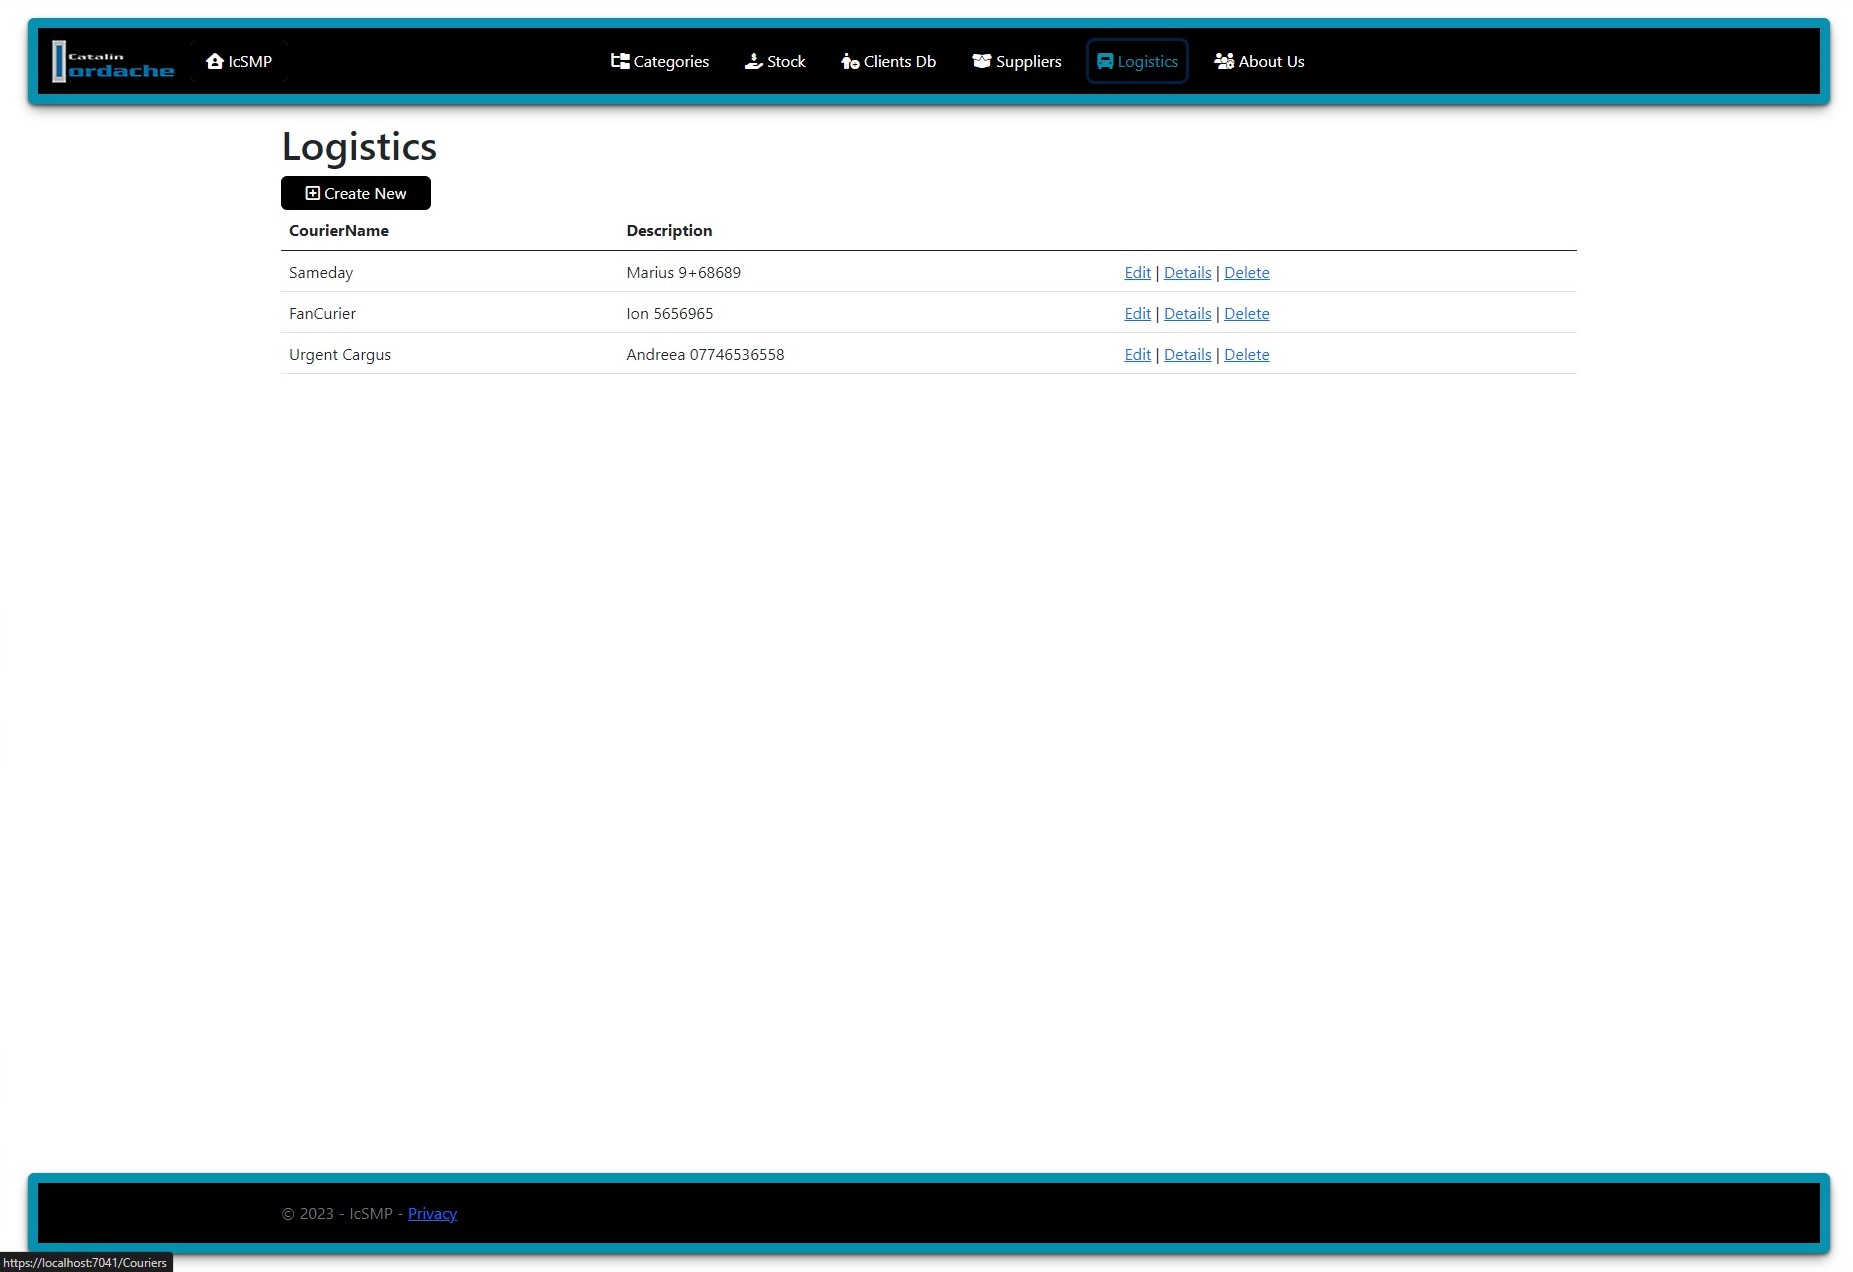 Catalin
Iordache
IcSMP
Categories
Stock
Clients Db
Suppliers
Logistics
About Us
Logistics
Create New
CourierName Description
Sameday Marius 9+68689 Edit | Details | Delete
FanCurier Ion 5656965 Edit | Details | Delete
Urgent Cargus Andreea 07746536558 Edit | Details | Delete
© 2023 - IcSMP - Privacy
https://localhost:7041/Couriers